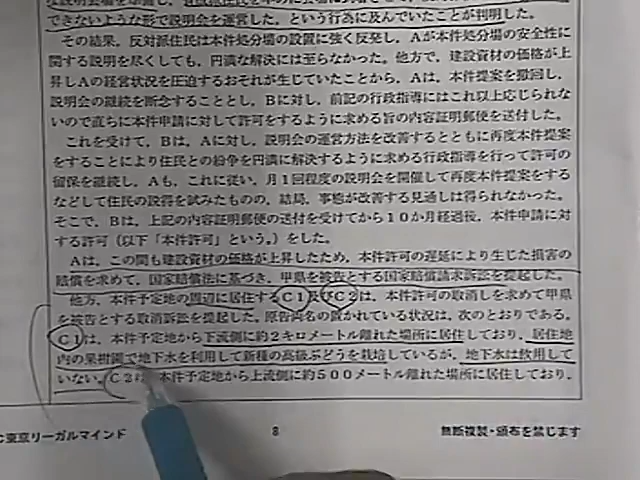 できないような形で説明会を運営した，という行為に及んでいたことが判明した。
その結果，反対派住民は本件処分場の設置に強く反発し，Ａが本件処分場の安全性に
関する説明を尽くしても，円満な解決には至らなかった。他方で，建設資材の価格が上
昇しＡの経営状況を圧迫するおそれが生じていたことから，Ａは，本件提案を撤回し，
説明会の継続を断念することとし，Ｂに対し，前記の行政指導にはこれ以上応じられな
いので直ちに本件申請に対して許可をするように求める旨の内容証明郵便を送付した。
これを受けて，Ｂは，Ａに対し，説明会の運営方法を改善するとともに再度本件提案
をすることにより住民との紛争を円満に解決するように求める行政指導を行って許可の
留保を継続し，Ａも，これに従い，月１回程度の説明会を開催して再度本件提案をする
などして住民の説得を試みたものの，結局，事態が改善する見通しは得られなかった。
そこで，Ｂは，上記の内容証明郵便の送付を受けてから１０か月経過後，本件申請に対
する許可（以下「本件許可」という。）をした。
Ａは，この間も建設資材の価格が上昇したため，本件許可の遅延により生じた損害の
賠償を求めて，国家賠償法に基づき，甲県を被告とする国家賠償請求訴訟を提起した。
他方，本件予定地の周辺に居住するＣ１及びＣ２は，本件許可の取消しを求めて甲県
を被告とする取消訴訟を提起した。原告両名の置かれている状況は，次のとおりである。
Ｃ１は，本件予定地から下流側に約２キロメートル離れた場所に居住しており，居住地
内の果樹園で地下水を利用して新種の高級ぶどうを栽培しているが，地下水は飲用して
いない。Ｃ２は，本件予定地から上流側に約５００メートル離れた場所に居住しており，
東京リーガルマインド
8
無断複製・頒布を禁じます